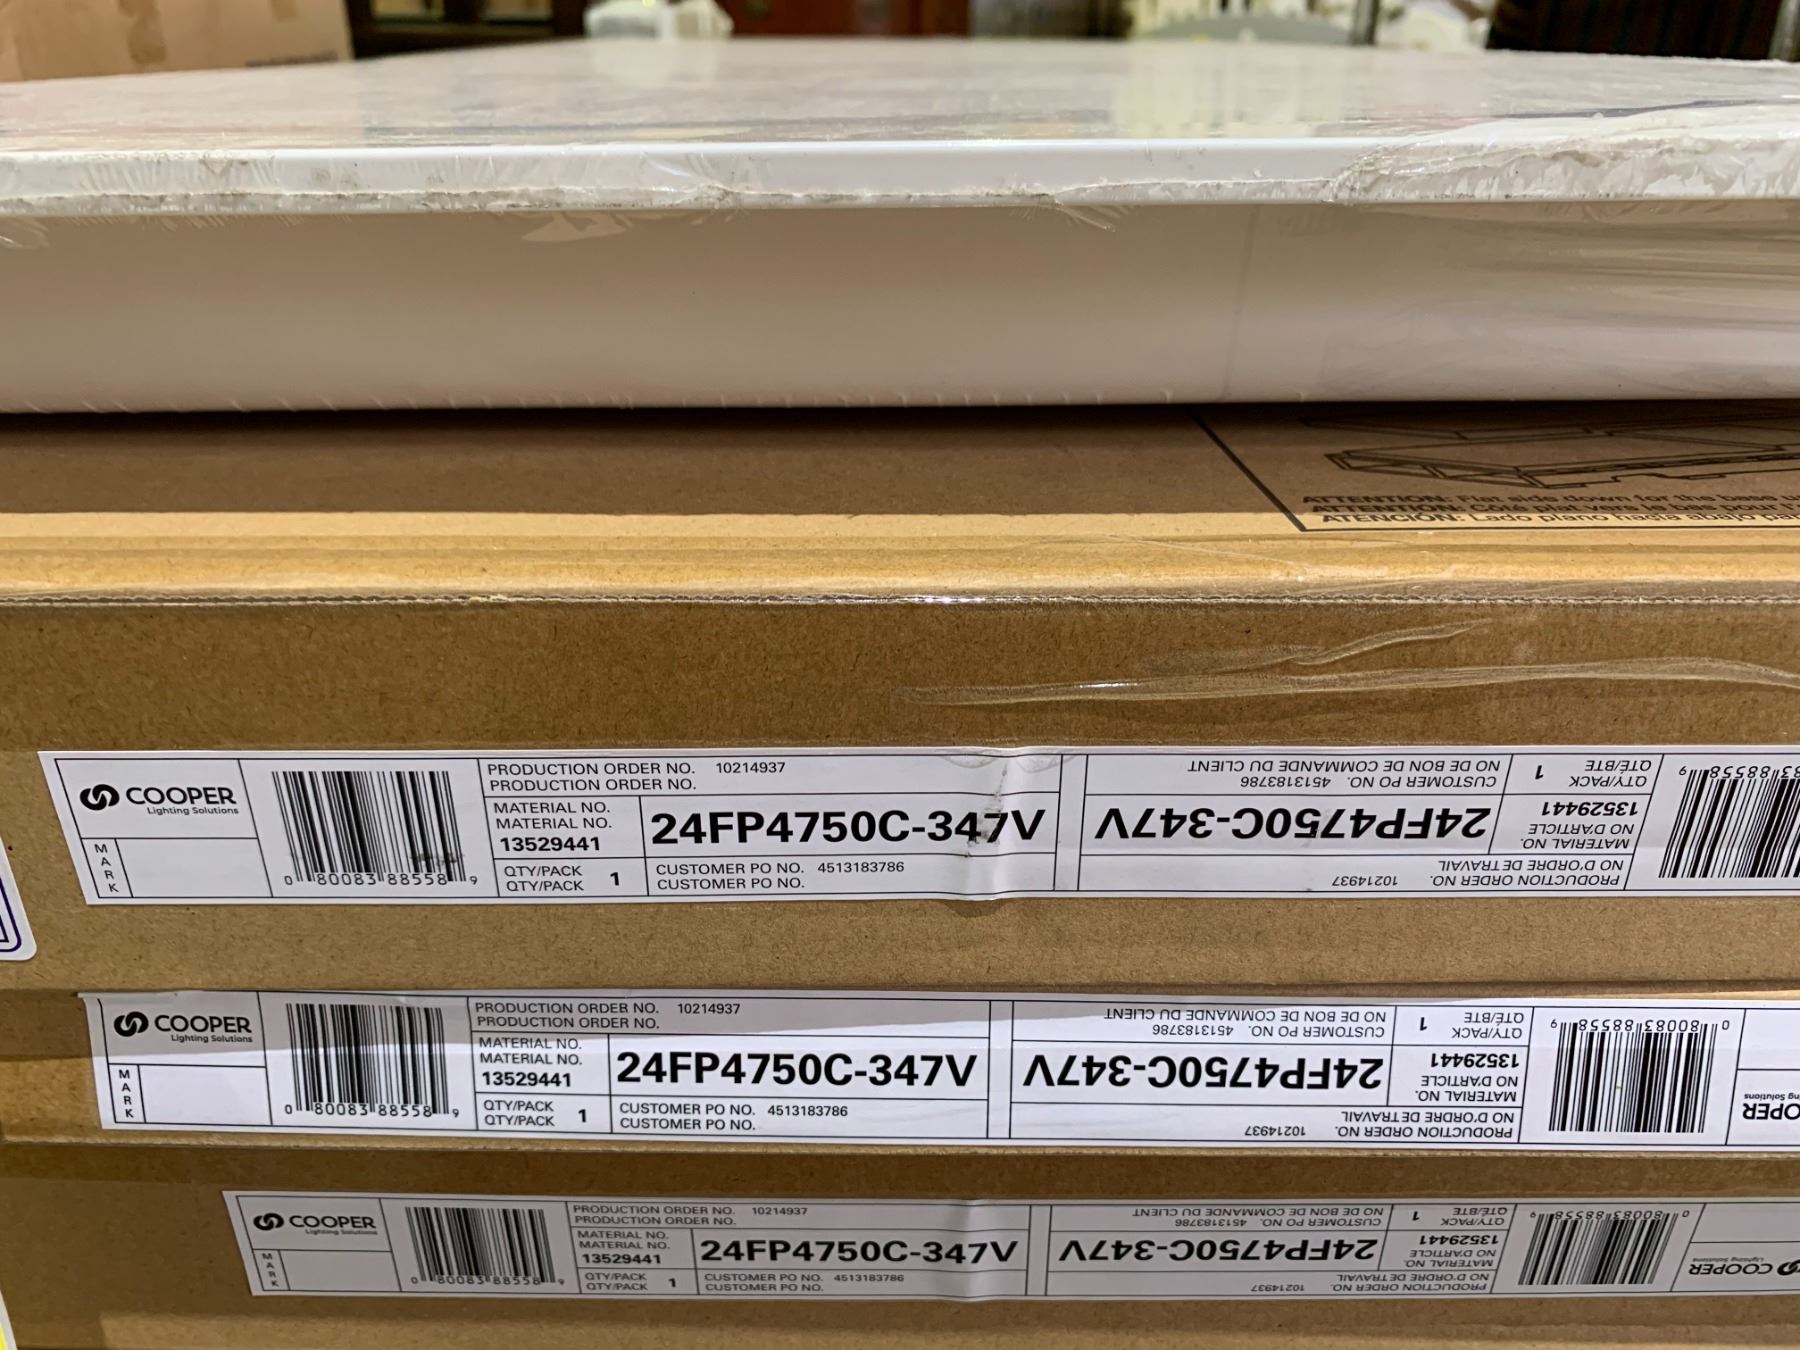 ATTENTION: Flat side down for the base
ATTENTION: Côté plat vers le bas pour
ATENCIÓN: Lado plano hacia abajo
COOPER
Lighting Solutions
MARK
0 80083 88558 9
PRODUCTION ORDER NO. 10214937
PRODUCTION ORDER NO.
MATERIAL NO.
MATERIAL NO.
13529441
24FP4750C-347V
QTY/PACK
QTY/PACK 1
CUSTOMER PO NO. 4513183786
CUSTOMER PO NO.
PRODUCTION ORDER NO. 10214937
NO D'ORDRE DE TRAVAIL
MATERIAL NO.
NO D'ARTICLE
13529441
24FP4750C-347V
QTY/PACK 1
QTÉ/BTE
CUSTOMER PO NO. 4513183786
NO DE BON DE COMMANDE DU CLIENT
83 88558 9
COOPER
Lighting Solutions
MARK
0 80083 88558 9
PRODUCTION ORDER NO. 10214937
PRODUCTION ORDER NO.
MATERIAL NO.
MATERIAL NO.
13529441
24FP4750C-347V
QTY/PACK
QTY/PACK 1
CUSTOMER PO NO. 4513183786
CUSTOMER PO NO.
OPER
ng Solutions
0 80083 88558 9
PRODUCTION ORDER NO. 10214937
NO D'ORDRE DE TRAVAIL
MATERIAL NO.
NO D'ARTICLE
13529441
24FP4750C-347V
QTY/PACK 1
QTÉ/BTE
CUSTOMER PO NO. 4513183786
NO DE BON DE COMMANDE DU CLIENT
COOPER
Lighting Solutions
MARK
0 80083 88558 9
PRODUCTION ORDER NO. 10214937
PRODUCTION ORDER NO.
MATERIAL NO.
MATERIAL NO.
13529441
24FP4750C-347V
QTY/PACK
QTY/PACK 1
CUSTOMER PO NO. 4513183786
CUSTOMER PO NO.
COOPER
Lighting Solutions
0 80083 88558 9
PRODUCTION ORDER NO. 10214937
NO D'ORDRE DE TRAVAIL
MATERIAL NO.
NO D'ARTICLE
13529441
24FP4750C-347V
QTY/PACK 1
QTÉ/BTE
CUSTOMER PO NO. 4513183786
NO DE BON DE COMMANDE DU CLIENT